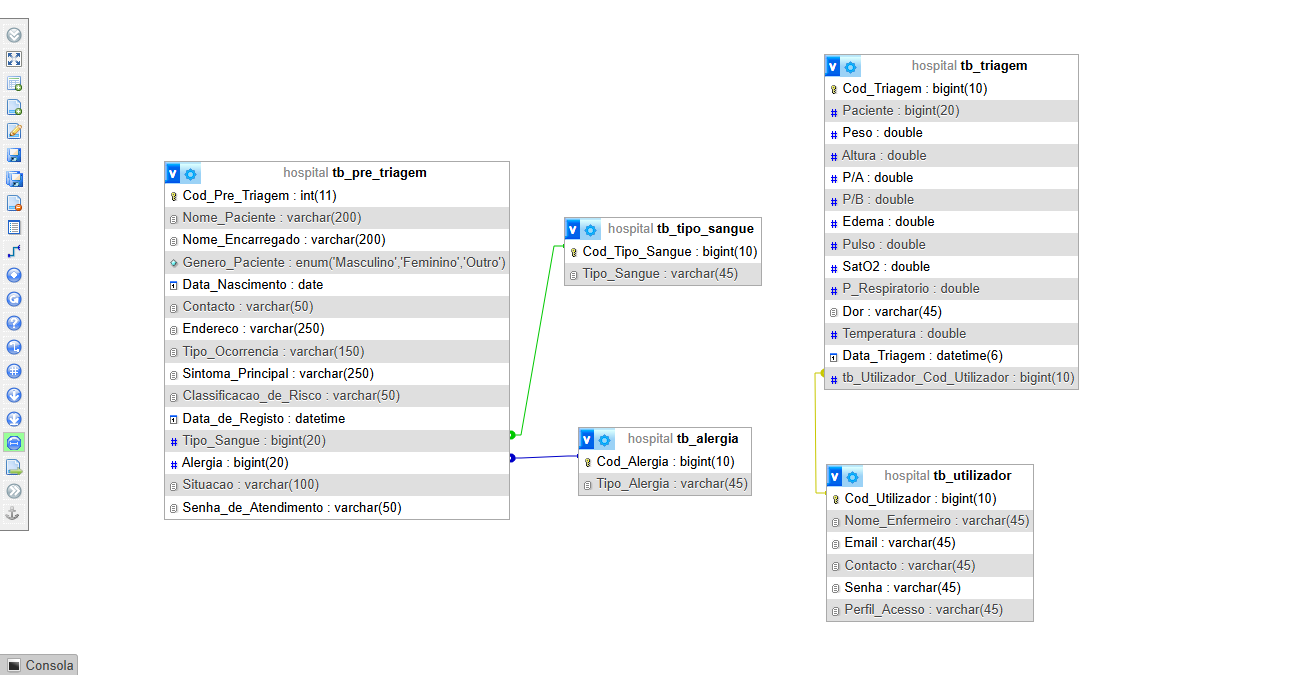 hospital tb_pre_triagem
Cod_Pre_Triagem : int(11)
Nome_Paciente : varchar(200)
Nome_Encarregado : varchar(200)
Genero_Paciente : enum('Masculino','Feminino','Outro')
Data_Nascimento : date
Contacto : varchar(50)
Endereco : varchar(250)
Tipo_Ocorrencia : varchar(150)
Sintoma_Principal : varchar(250)
Classificacao_de_Risco : varchar(50)
Data_de_Registo : datetime
Tipo_Sangue : bigint(20)
Alergia : bigint(20)
Situacao : varchar(100)
Senha_de_Atendimento : varchar(50)
hospital tb_tipo_sangue
Cod_Tipo_Sangue : bigint(10)
Tipo_Sangue : varchar(45)
hospital tb_alergia
Cod_Alergia : bigint(10)
Tipo_Alergia : varchar(45)
hospital tb_triagem
Cod_Triagem : bigint(10)
Paciente : bigint(20)
Peso : double
Altura : double
P/A : double
P/B : double
Edema : double
Pulso : double
SatO2 : double
P_Respiratorio : double
Dor : varchar(45)
Temperatura : double
Data_Triagem : datetime(6)
tb_Utilizador_Cod_Utilizador : bigint(10)
hospital tb_utilizador
Cod_Utilizador : bigint(10)
Nome_Enfermeiro : varchar(45)
Email : varchar(45)
Contacto : varchar(45)
Senha : varchar(45)
Perfil_Acesso : varchar(45)
Consola